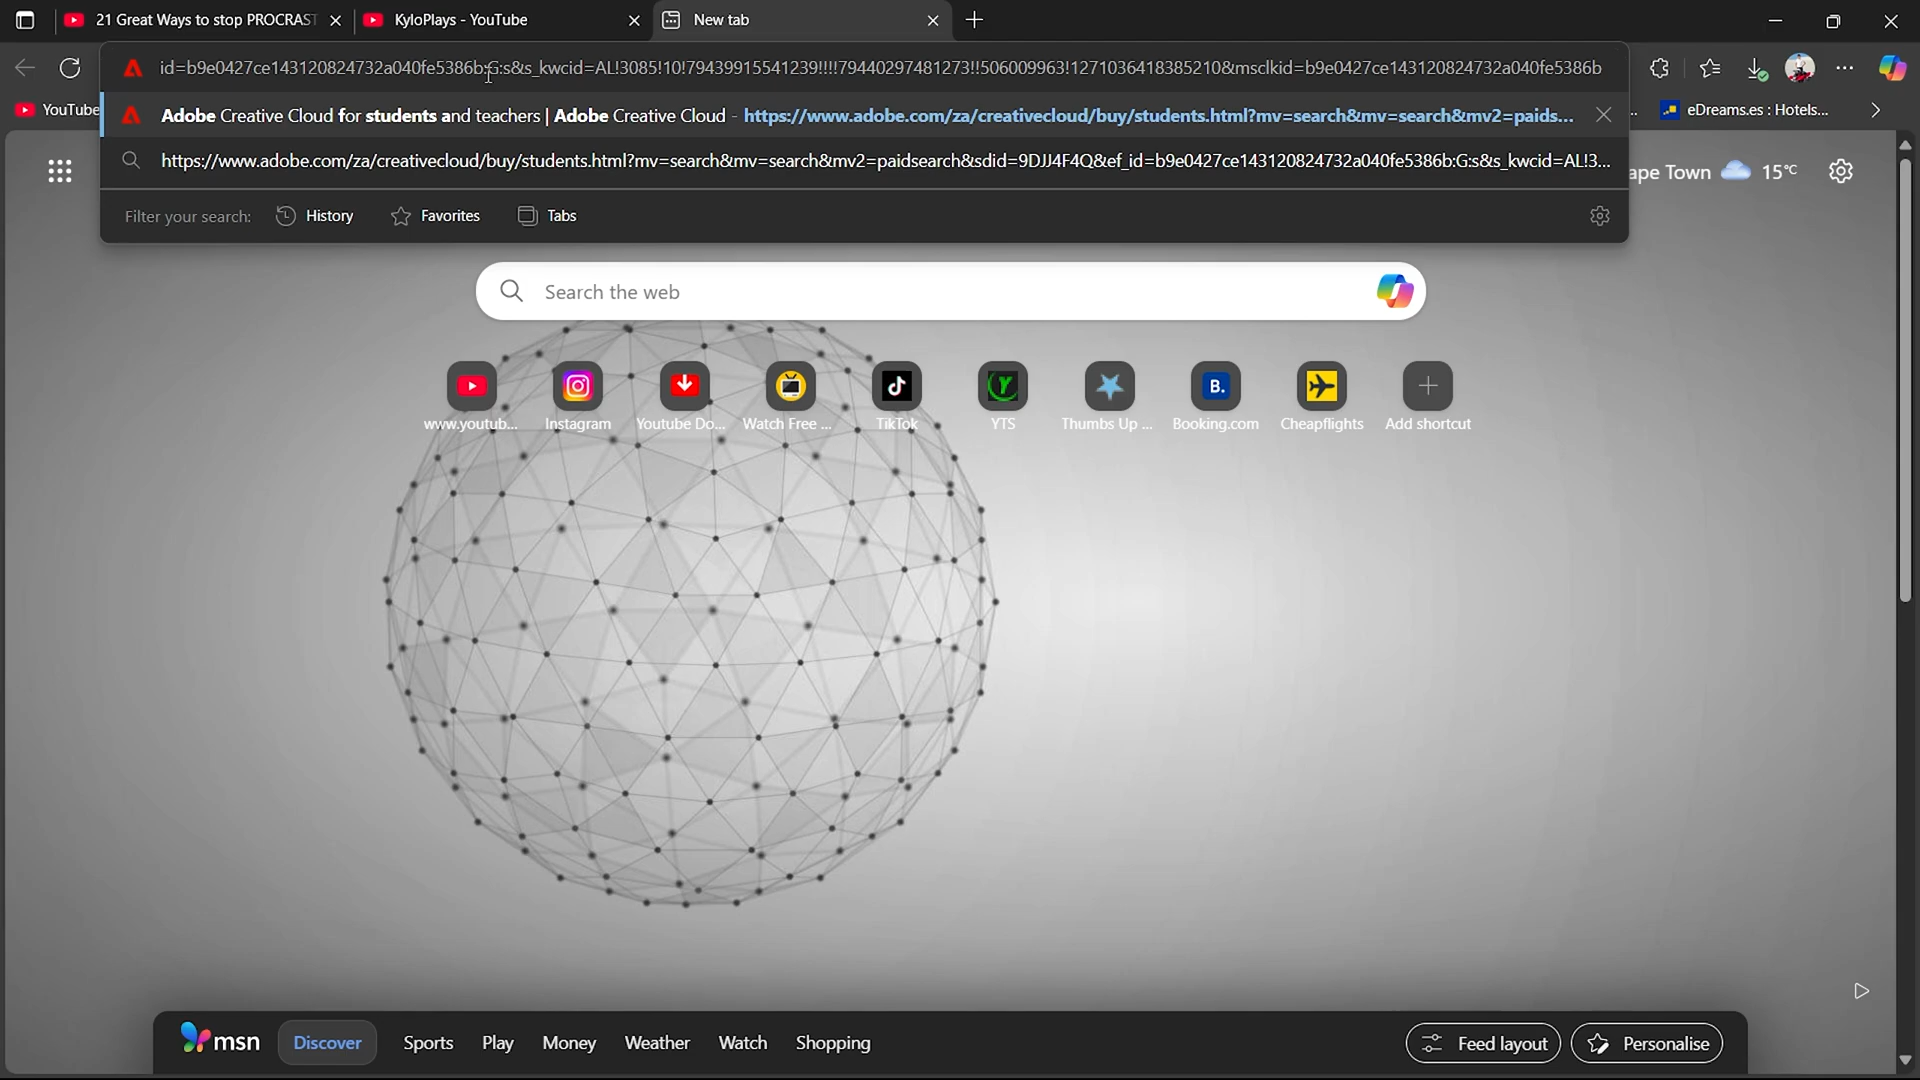 21 Great Ways to stop PROCRAST
KyloPlays - YouTube
New tab
id=b9e0427ce143120824732a040fe5386b:G:s&s_kwcid=AL!3085!10!79439915541239!!!!79440297481273!!506009963!1271036418385210&msclkid=b9e0427ce143120824732a040fe5386b
YouTube
Adobe Creative Cloud for students and teachers | Adobe Creative Cloud - https://www.adobe.com/za/creativecloud/buy/students.html?mv=search&mv=search&mv2=paids...
eDreams.es : Hotels...
https://www.adobe.com/za/creativecloud/buy/students.html?mv=search&mv=search&mv2=paidsearch&sdid=9DJJ4F4Q&ef_id=b9e0427ce143120824732a040fe5386b:G:s&s_kwcid=AL!3...
ape Town 15°C
Filter your search: History Favorites Tabs
Search the web
B.
www.youtub... Instagram Youtube Do... Watch Free ... TikTok YTS Thumbs Up ... Booking.com Cheapflights Add shortcut
msn Discover Sports Play Money Weather Watch Shopping Feed layout Personalise